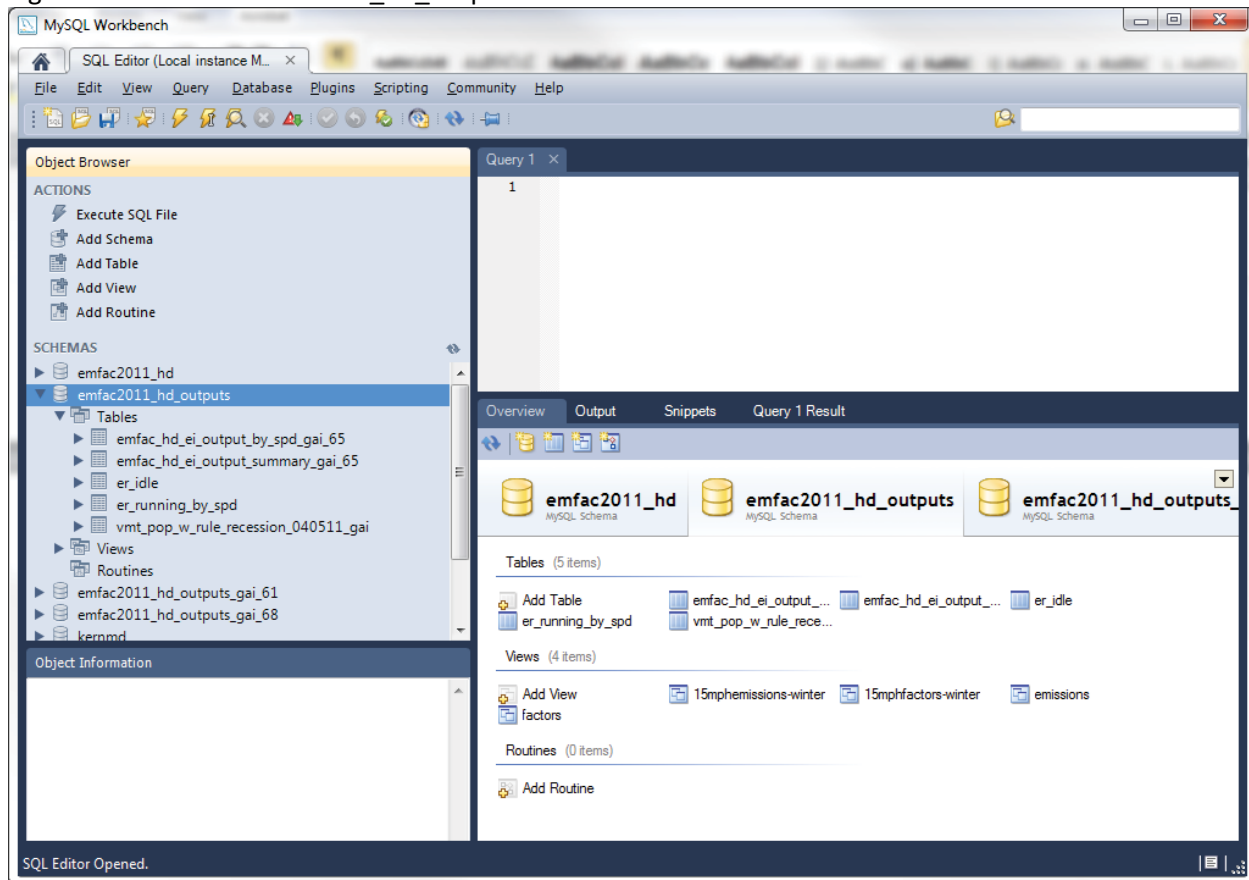 MySQL Workbench
SQL Editor (Local instance M...
File Edit View Query Database Plugins Scripting Community Help
Object Browser
ACTIONS
Execute SQL File
Add Schema
Add Table
Add View
Add Routine
SCHEMAS
emfac2011_hd
emfac2011_hd_outputs
Tables
emfac_hd_ei_output_by_spd_gai_65
emfac_hd_ei_output_summary_gai_65
er_idle
er_running_by_spd
vmt_pop_w_rule_recession_040511_gai
Views
Routines
emfac2011_hd_outputs_gai_61
emfac2011_hd_outputs_gai_68
kernmd
Object Information
Query 1
1
Overview Output Snippets Query 1 Result
emfac2011_hd
MySQL Schema
emfac2011_hd_outputs
MySQL Schema
emfac2011_hd_outputs_
MySQL Schema
Tables (5 items)
Add Table emfac_hd_ei_output_... emfac_hd_ei_output_... er_idle
er_running_by_spd vmt_pop_w_rule_rece...
Views (4 items)
Add View 15mphemissions-winter 15mphfactors-winter emissions
factors
Routines (0 items)
Add Routine
SQL Editor Opened.